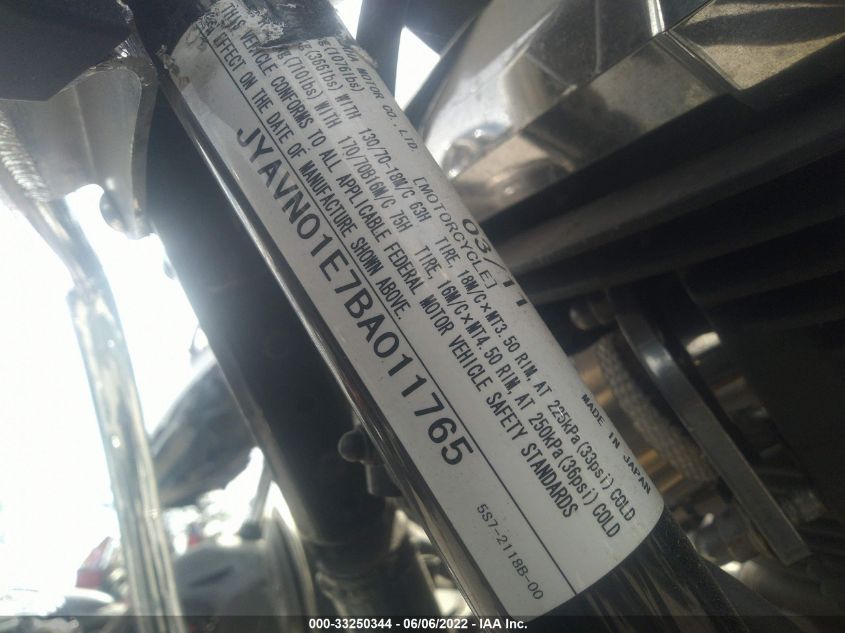 MOTOR CO., LTD. 03/11 MADE IN JAPAN
(1076lbs) [MOTORCYCLE]
(366lbs) WITH 130/70-18M/C 63H TIRE, 18M/C×MT3.50 RIM, AT 225kPa(33psi) COLD
(710lbs) WITH 170/70B16M/C 75H TIRE, 16M/C×MT4.50 RIM, AT 250kPa(36psi) COLD
THIS VEHICLE CONFORMS TO ALL APPLICABLE FEDERAL MOTOR VEHICLE SAFETY STANDARDS
IN EFFECT ON THE DATE OF MANUFACTURE SHOWN ABOVE.
JYAVN01E7BA011765
5S7-2118B-00
000-33250344 / 06/06/2022 - IAA Inc.